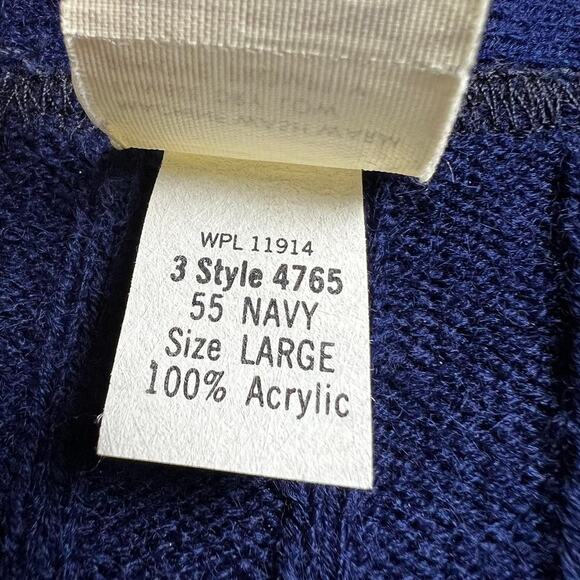 WPL 11914
3 Style 4765
55 NAVY
Size LARGE
100% Acrylic